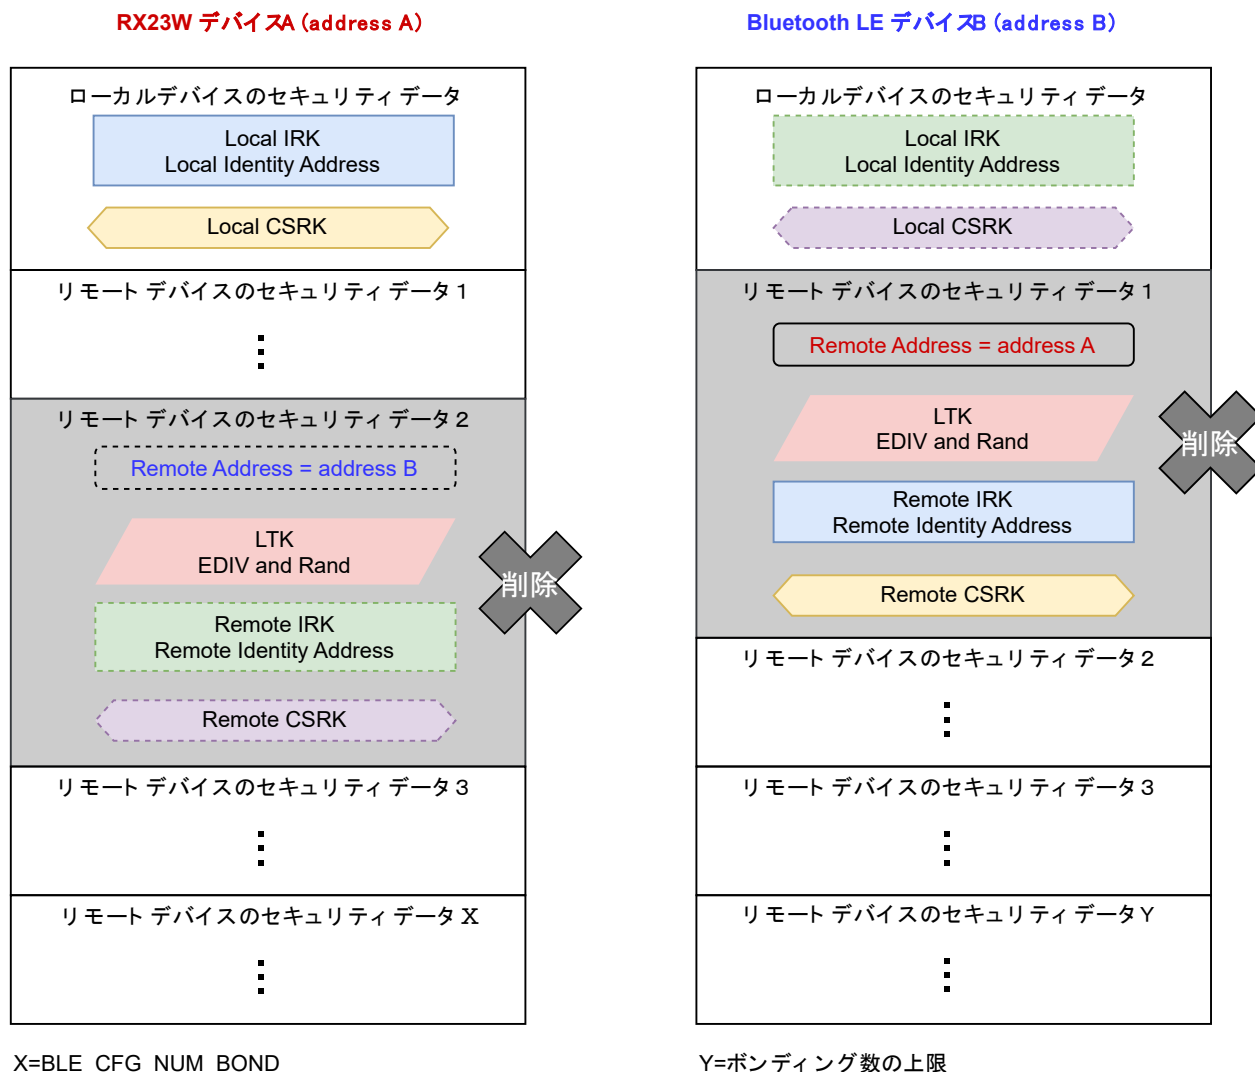 RX23W デバイスA (address A)
ローカルデバイスのセキュリティデータ
Local IRK
Local Identity Address
Local CSRK
リモートデバイスのセキュリティデータ1
リモートデバイスのセキュリティデータ2
Remote Address = address B
LTK
EDIV and Rand
削除
Remote IRK
Remote Identity Address
Remote CSRK
リモートデバイスのセキュリティデータ3
リモートデバイスのセキュリティデータX
X=BLE_CFG_NUM_BOND
Bluetooth LE デバイスB (address B)
ローカルデバイスのセキュリティデータ
Local IRK
Local Identity Address
Local CSRK
リモートデバイスのセキュリティデータ1
Remote Address = address A
LTK
EDIV and Rand
削除
Remote IRK
Remote Identity Address
Remote CSRK
リモートデバイスのセキュリティデータ2
リモートデバイスのセキュリティデータ3
リモートデバイスのセキュリティデータY
Y=ボンディング数の上限